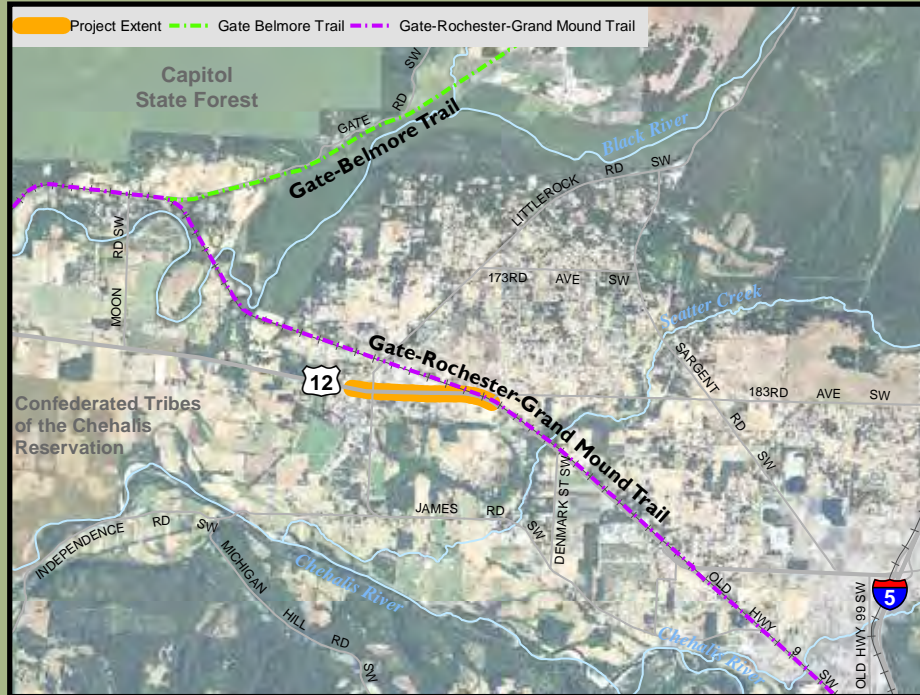 Project Extent
Gate Belmore Trail
Gate-Rochester-Grand Mound Trail
Capitol
State Forest
GATE RD SW
Gate-Belmore Trail
Black River
LITTLEROCK RD SW
MOON RD SW
173RD AVE SW
Scatter Creek
SARGENT RD SW
Gate-Rochester-Grand Mound Trail
12
183RD AVE SW
Confederated Tribes
of the Chehalis
Reservation
JAMES RD SW
DENMARK ST SW
INDEPENDENCE RD SW
MICHIGAN HILL RD SW
Chehalis River
OLD HWY 9 SW
5
OLD HWY 99 SW
Chehalis River